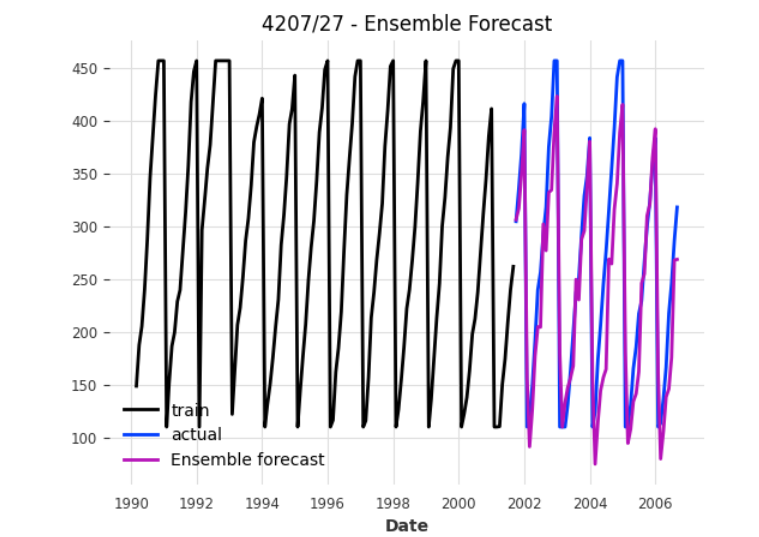 4207/27 - Ensemble Forecast
450
400
350
300
250
200
150
100
train
actual
Ensemble forecast
1990 1992 1994 1996 1998 2000 2002 2004 2006
Date